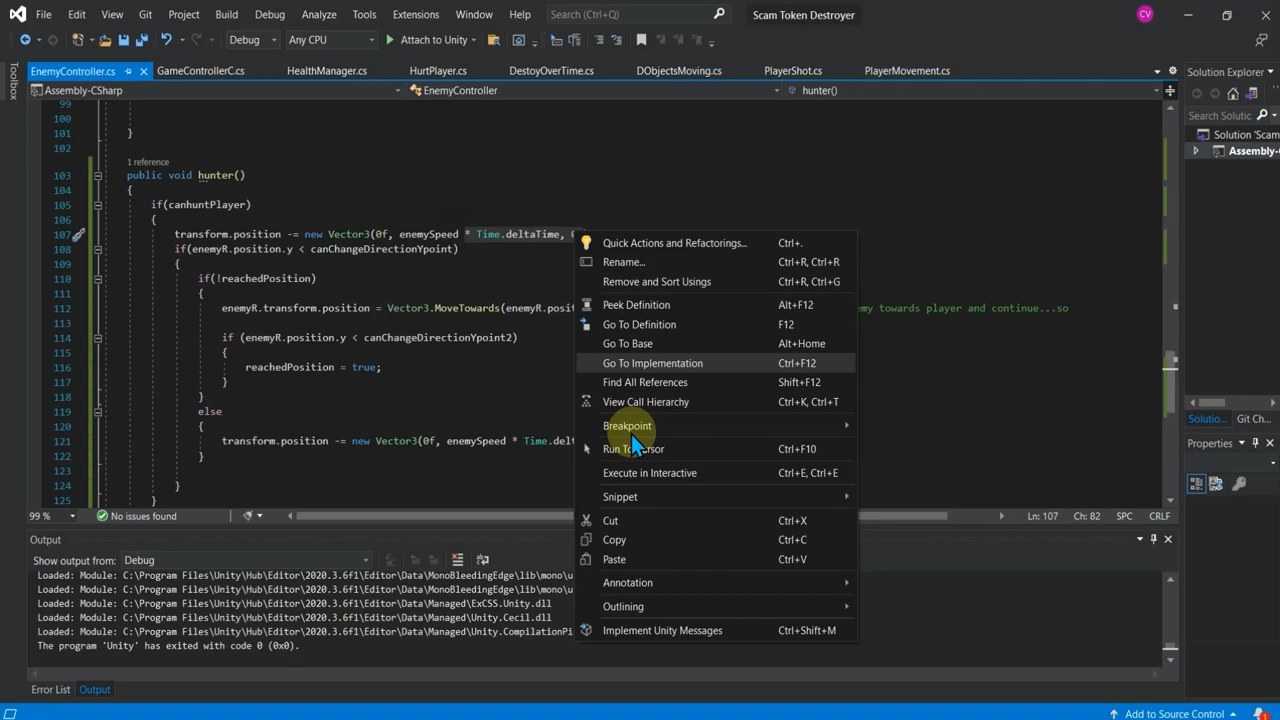 File Edit View Git Project Build Debug Analyze Tools Extensions Window Help Search (Ctrl+Q) Scam Token Destroyer CV
Debug Any CPU Attach to Unity
EnemyController.cs GameControllerC.cs HealthManager.cs HurtPlayer.cs DestoyOverTime.cs DObjectsMoving.cs PlayerShot.cs PlayerMovement.cs Solution Explorer
Toolbox
Assembly-CSharp EnemyController hunter()
Search Solutic
Solution 'Scam
Assembly-C
99
100
101 }
102
1 reference
103 public void hunter()
104 {
105 if(canhuntPlayer)
106 {
107 transform.position -= new Vector3(0f, enemySpeed * Time.deltaTime, 0
108 if(enemyR.position.y < canChangeDirectionYpoint)
109 {
110 if(!reachedPosition)
111 {
112 enemyR.transform.position = Vector3.MoveTowards(enemyR.posit emy towards player and continue...so
113
114 if (enemyR.position.y < canChangeDirectionYpoint2)
115 {
116 reachedPosition = true;
117 }
118 }
119 else
120
121 transform.position -= new Vector3(0f, enemySpeed * Time.delt
122 }
123
124 }
125 }
Quick Actions and Refactorings... Ctrl+.
Rename... Ctrl+R, Ctrl+R
Remove and Sort Usings Ctrl+R, Ctrl+G
Peek Definition Alt+F12
Go To Definition F12
Go To Base Alt+Home
Go To Implementation Ctrl+F12
Find All References Shift+F12
View Call Hierarchy Ctrl+K, Ctrl+T
Breakpoint
Run To Cursor Ctrl+F10
Execute in Interactive Ctrl+E, Ctrl+E
Snippet
Cut Ctrl+X
Copy Ctrl+C
Paste Ctrl+V
Annotation
Outlining
Implement Unity Messages Ctrl+Shift+M
Solutio... Git Ch...
Properties
99 % No issues found Ln: 107 Ch: 82 SPC CRLF
Output
Show output from: Debug
Loaded: Module: C:\Program Files\Unity\Hub\Editor\2020.3.6f1\Editor\Data\MonoBleedingEdge\lib\mono\u
Loaded: Module: C:\Program Files\Unity\Hub\Editor\2020.3.6f1\Editor\Data\MonoBleedingEdge\lib\mono\u
Loaded: Module: C:\Program Files\Unity\Hub\Editor\2020.3.6f1\Editor\Data\Managed\ExCSS.Unity.dll
Loaded: Module: C:\Program Files\Unity\Hub\Editor\2020.3.6f1\Editor\Data\Managed\Unity.Cecil.dll
Loaded: Module: C:\Program Files\Unity\Hub\Editor\2020.3.6f1\Editor\Data\Managed\Unity.CompilationPi
The program 'Unity' has exited with code 0 (0x0).
Error List Output
Add to Source Control 1